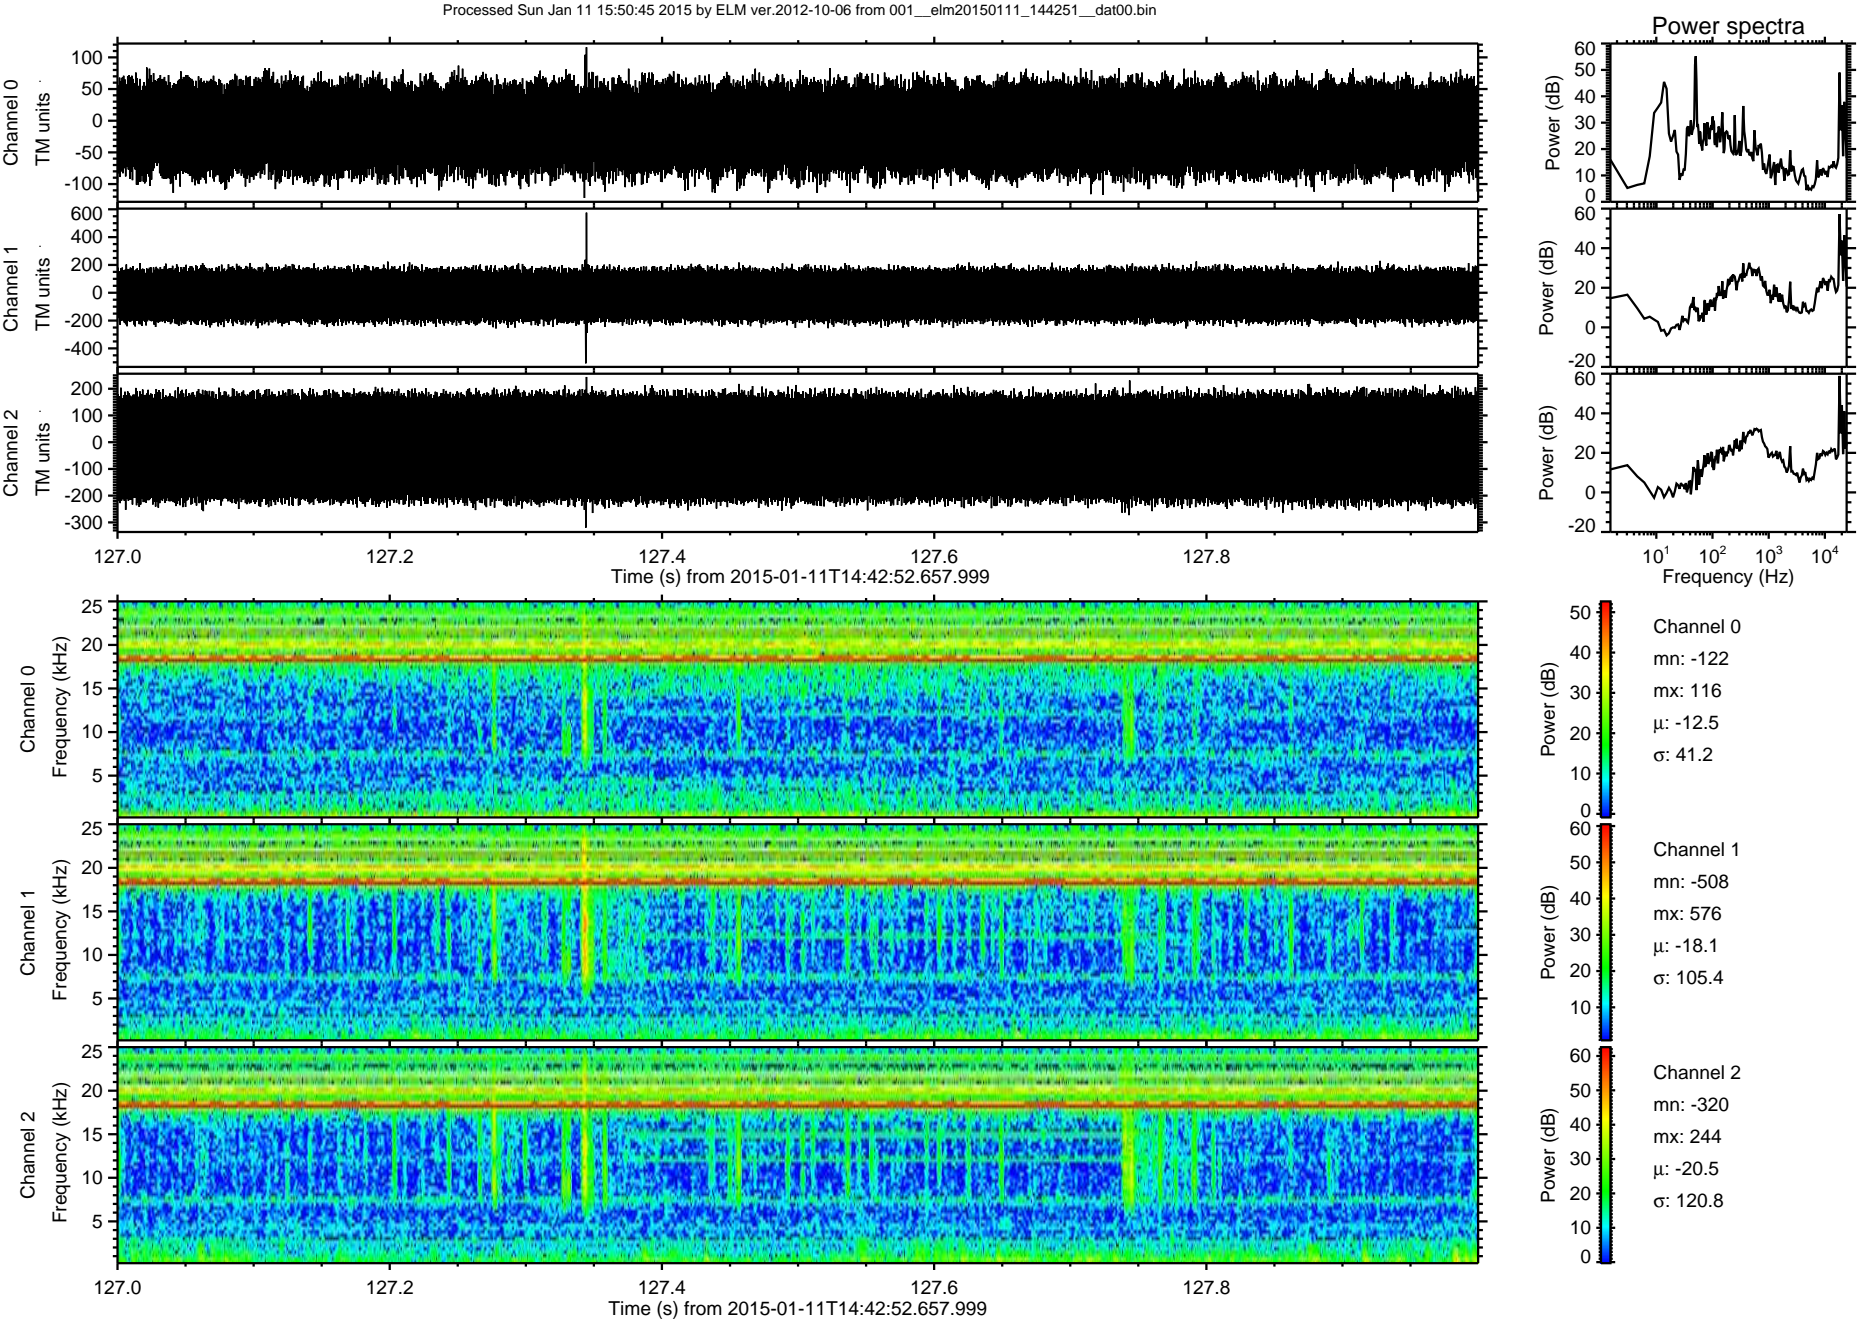 Processed Sun Jan 11 15:50:45 2015 by ELM ver.2012-10-06 from 001__elm20150111_144251__dat00.bin
Power spectra
Channel 0
TM units
100
50
0
-50
-100
Power (dB)
60
50
40
30
20
10
0
Channel 1
TM units
600
400
200
0
-200
-400
Power (dB)
60
40
20
0
-20
Channel 2
TM units
200
100
0
-100
-200
-300
Power (dB)
60
40
20
0
-20
127.0 127.2 127.4 127.6 127.8
Time (s) from 2015-01-11T14:42:52.657.999
10¹ 10² 10³ 10⁴
Frequency (Hz)
Channel 0
Frequency (kHz)
25
20
15
10
5
Power (dB)
50
40
30
20
10
0
Channel 0
mn: -122
mx: 116
µ: -12.5
σ: 41.2
Channel 1
Frequency (kHz)
25
20
15
10
5
Power (dB)
60
50
40
30
20
10
Channel 1
mn: -508
mx: 576
µ: -18.1
σ: 105.4
Channel 2
Frequency (kHz)
25
20
15
10
5
Power (dB)
60
50
40
30
20
10
0
Channel 2
mn: -320
mx: 244
µ: -20.5
σ: 120.8
127.0 127.2 127.4 127.6 127.8
Time (s) from 2015-01-11T14:42:52.657.999